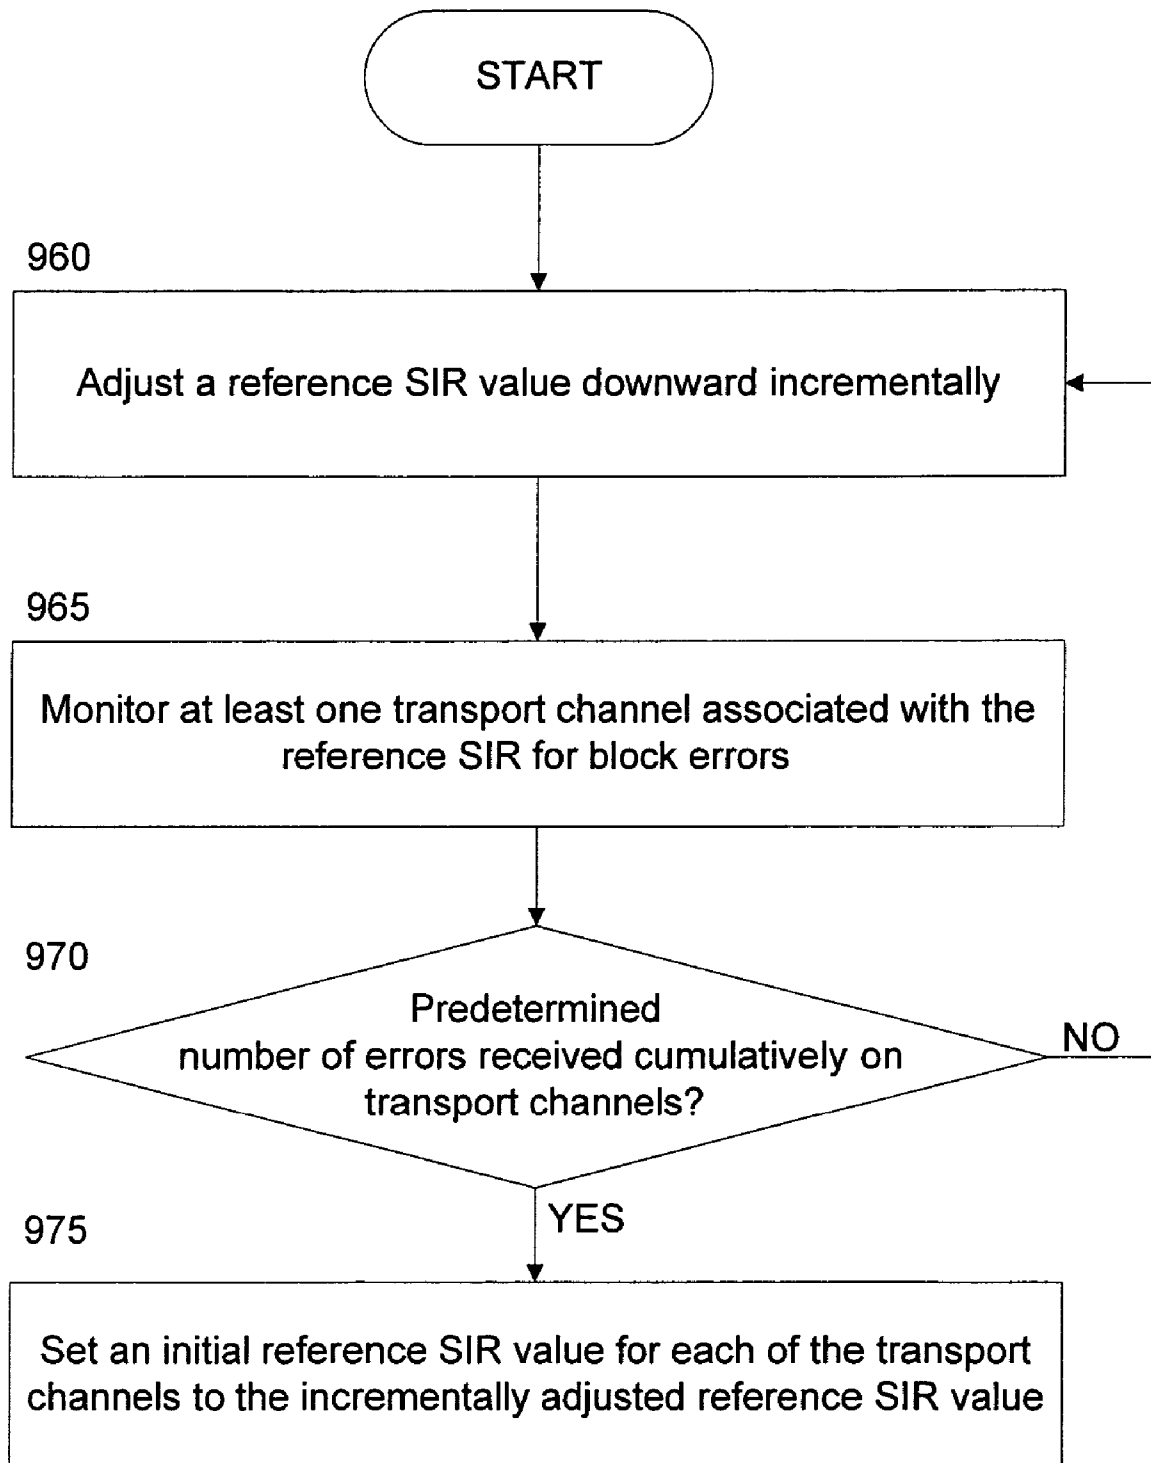 START
960
Adjust a reference SIR value downward incrementally
965
Monitor at least one transport channel associated with the
reference SIR for block errors
970
Predetermined
number of errors received cumulatively on
transport channels?
NO
YES
975
Set an initial reference SIR value for each of the transport
channels to the incrementally adjusted reference SIR value